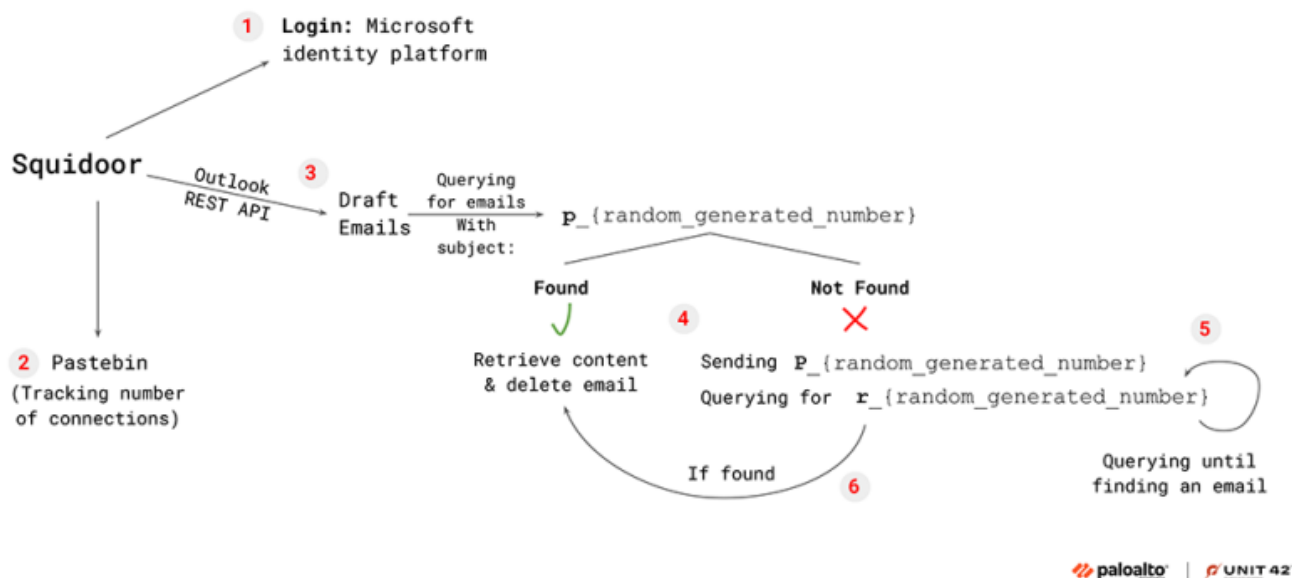 1 Login: Microsoft
identity platform
Squidoor
Outlook
REST API
3
Draft
Emails
Querying
for emails
With
subject:
p_{random_generated_number}
Found
Not Found
2 Pastebin
(Tracking number
of connections)
Retrieve content
& delete email
4
Sending P_{random_generated_number}
Querying for r_{random_generated_number}
5
Querying until
finding an email
If found
6
paloalto | UNIT 42